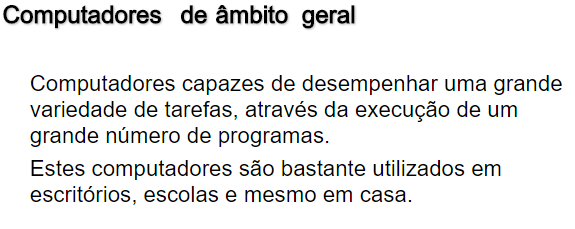 Computadores de âmbito geral
Computadores capazes de desempenhar uma grande
variedade de tarefas, através da execução de um
grande número de programas.
Estes computadores são bastante utilizados em
escritórios, escolas e mesmo em casa.